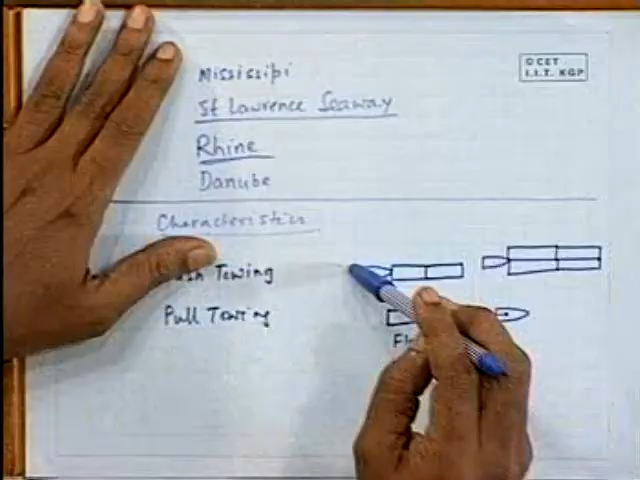 © CET
I.I.T. KGP
Mississipi
St Lawrence Seaway
Rhine
Danube
Characteristics
Towing
Pull Towing